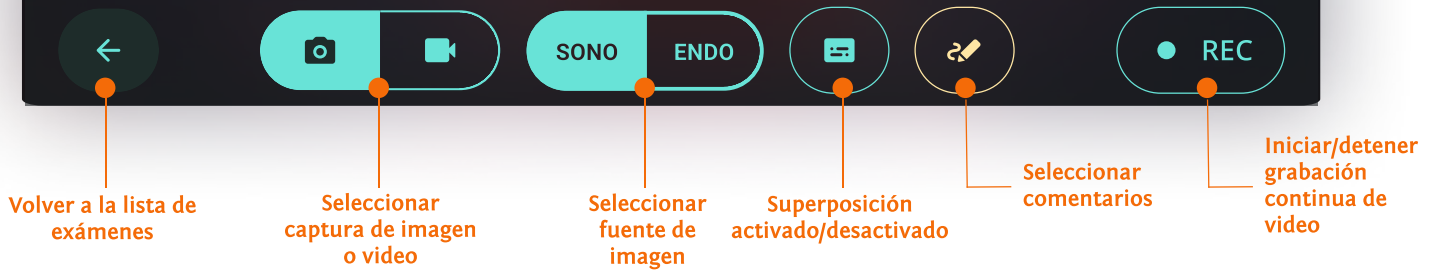 SONO
ENDO
REC
Volver a la lista de
exámenes
Seleccionar
captura de imagen
o video
Seleccionar
fuente de
imagen
Superposición
activado/desactivado
Seleccionar
comentarios
Iniciar/detener
grabación
continua de
video